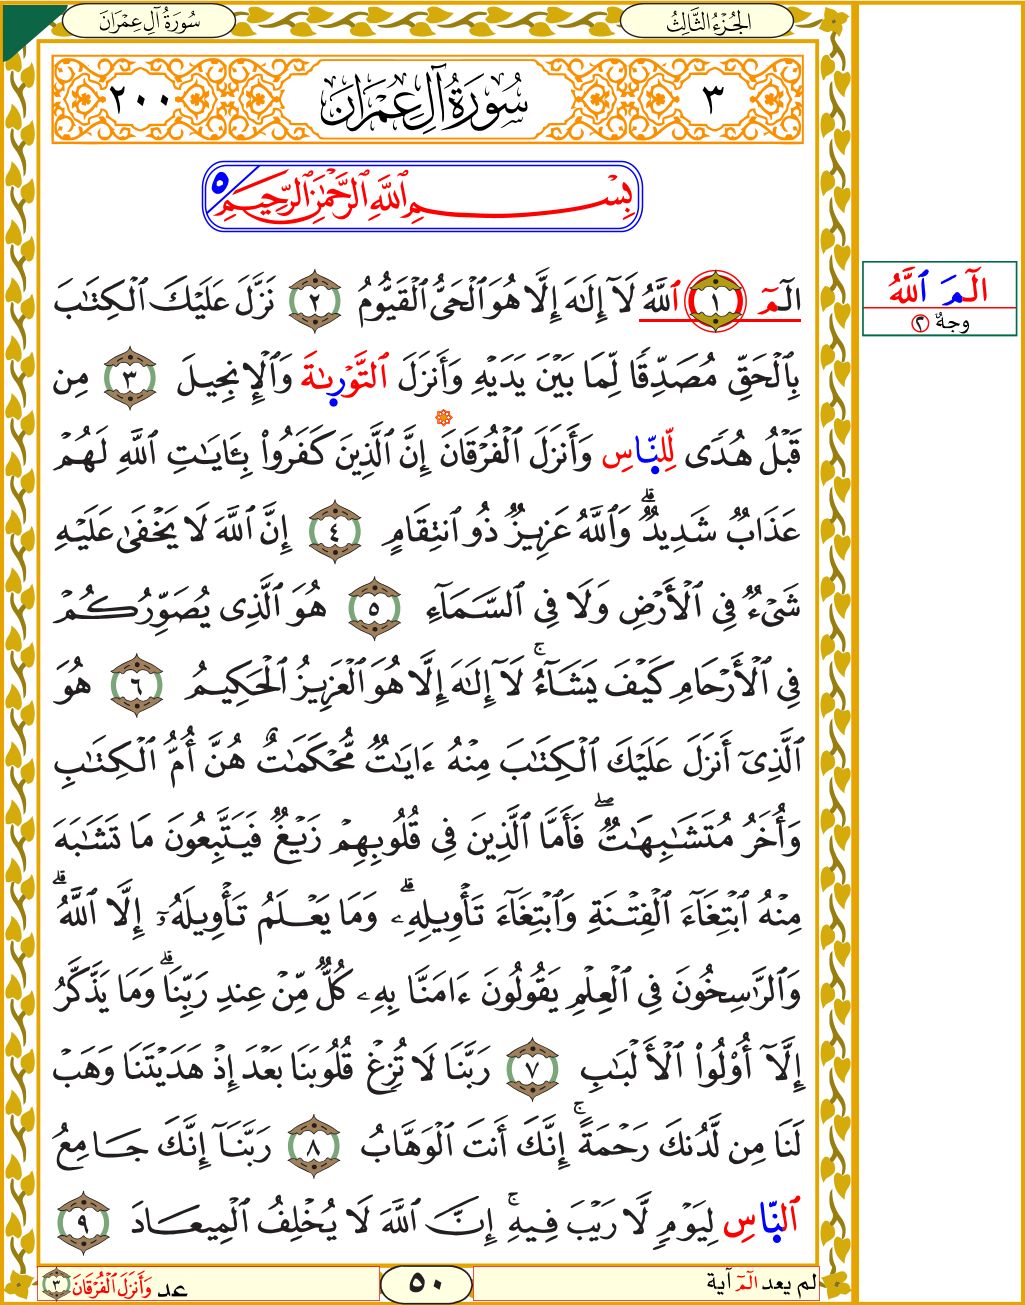 سُورَةُ آلِ عِمْرَانَ
الجُزْءُ الثَّالِثُ
٣
سُورَةُ آلِ عِمْرَانَ
٢٠٠
بِسْمِ ٱللَّهِ ٱلرَّحْمَٰنِ ٱلرَّحِيمِ ٥
الٓمٓ ١ ٱللَّهُ لَآ إِلَٰهَ إِلَّا هُوَ ٱلْحَىُّ ٱلْقَيُّومُ ٢ نَزَّلَ عَلَيْكَ ٱلْكِتَٰبَ
بِٱلْحَقِّ مُصَدِّقًا لِّمَا بَيْنَ يَدَيْهِ وَأَنزَلَ ٱلتَّوْرَىٰةَ وَٱلْإِنجِيلَ ٣ مِن
قَبْلُ هُدًى لِّلنَّاسِ وَأَنزَلَ ٱلْفُرْقَانَ إِنَّ ٱلَّذِينَ كَفَرُوا۟ بِـَٔايَٰتِ ٱللَّهِ لَهُمْ
عَذَابٌ شَدِيدٌ ۗ وَٱللَّهُ عَزِيزٌ ذُو ٱنتِقَامٍ ٤ إِنَّ ٱللَّهَ لَا يَخْفَىٰ عَلَيْهِ
شَىْءٌ فِى ٱلْأَرْضِ وَلَا فِى ٱلسَّمَآءِ ٥ هُوَ ٱلَّذِى يُصَوِّرُكُمْ
فِى ٱلْأَرْحَامِ كَيْفَ يَشَآءُ ۚ لَآ إِلَٰهَ إِلَّا هُوَ ٱلْعَزِيزُ ٱلْحَكِيمُ ٦ هُوَ
ٱلَّذِىٓ أَنزَلَ عَلَيْكَ ٱلْكِتَٰبَ مِنْهُ ءَايَٰتٌ مُّحْكَمَٰتٌ هُنَّ أُمُّ ٱلْكِتَٰبِ
وَأُخَرُ مُتَشَٰبِهَٰتٌ ۖ فَأَمَّا ٱلَّذِينَ فِى قُلُوبِهِمْ زَيْغٌ فَيَتَّبِعُونَ مَا تَشَٰبَهَ
مِنْهُ ٱبْتِغَآءَ ٱلْفِتْنَةِ وَٱبْتِغَآءَ تَأْوِيلِهِۦ ۗ وَمَا يَعْلَمُ تَأْوِيلَهُۥٓ إِلَّا ٱللَّهُ ۗ
وَٱلرَّٰسِخُونَ فِى ٱلْعِلْمِ يَقُولُونَ ءَامَنَّا بِهِۦ كُلٌّ مِّنْ عِندِ رَبِّنَا ۗ وَمَا يَذَّكَّرُ
إِلَّآ أُو۟لُوا۟ ٱلْأَلْبَٰبِ ٧ رَبَّنَا لَا تُزِغْ قُلُوبَنَا بَعْدَ إِذْ هَدَيْتَنَا وَهَبْ
لَنَا مِن لَّدُنكَ رَحْمَةً ۚ إِنَّكَ أَنتَ ٱلْوَهَّابُ ٨ رَبَّنَآ إِنَّكَ جَامِعُ
ٱلنَّاسِ لِيَوْمٍ لَّا رَيْبَ فِيهِ ۚ إِنَّ ٱللَّهَ لَا يُخْلِفُ ٱلْمِيعَادَ ٩
الٓمَ ٱللَّهُ
وجهٌ ٢
لم يعد الٓمٓ آية
٥٠
عد وَأَنزَلَ ٱلْفُرْقَانَ ٣